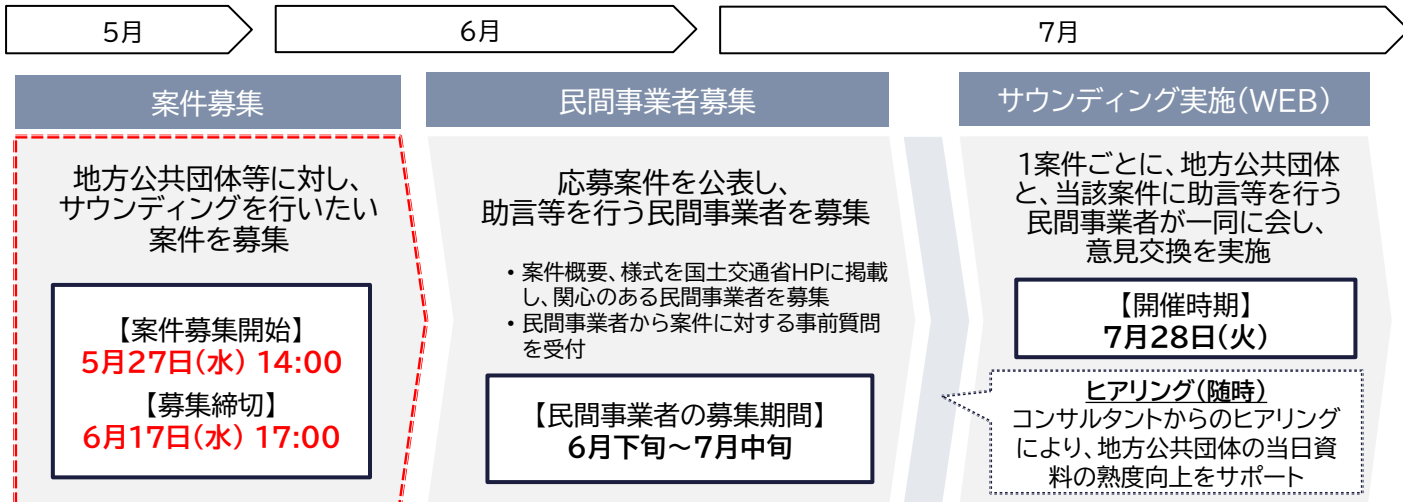 5月
6月
7月
案件募集
地方公共団体等に対し、
サウンディングを行いたい
案件を募集
【案件募集開始】
5月27日(水) 14:00
【募集締切】
6月17日(水) 17:00
民間事業者募集
応募案件を公表し、
助言等を行う民間事業者を募集
・案件概要、様式を国土交通省HPに掲載
し、関心のある民間事業者を募集
・民間事業者から案件に対する事前質問
を受付
【民間事業者の募集期間】
6月下旬～7月中旬
サウンディング実施(WEB)
1案件ごとに、地方公共団体
と、当該案件に助言等を行う
民間事業者が一同に会し、
意見交換を実施
【開催時期】
7月28日(火)
ヒアリング(随時)
コンサルタントからのヒアリング
により、地方公共団体の当日資
料の熟度向上をサポート